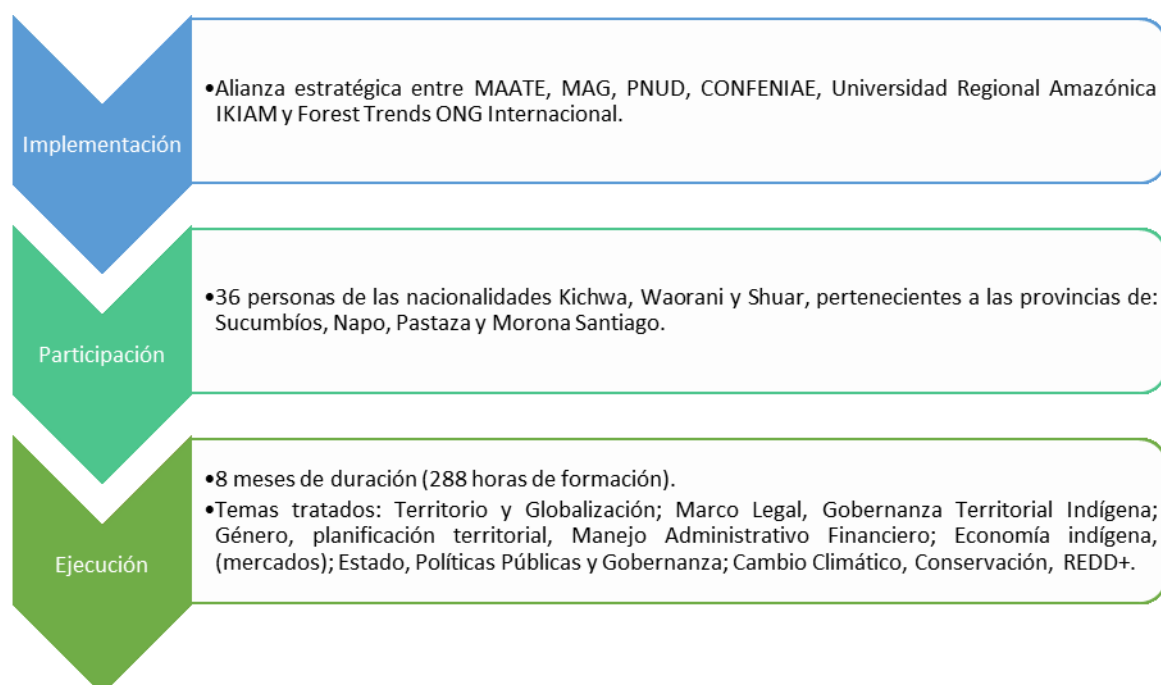 Implementación
•Alianza estratégica entre MAATE, MAG, PNUD, CONFENIAE, Universidad Regional Amazónica
IKIAM y Forest Trends ONG Internacional.
Participación
•36 personas de las nacionalidades Kichwa, Waorani y Shuar, pertenecientes a las provincias de:
Sucumbíos, Napo, Pastaza y Morona Santiago.
Ejecución
•8 meses de duración (288 horas de formación).
•Temas tratados: Territorio y Globalización; Marco Legal, Gobernanza Territorial Indígena;
Género, planificación territorial, Manejo Administrativo Financiero; Economía indígena,
(mercados); Estado, Políticas Públicas y Gobernanza; Cambio Climático, Conservación, REDD+.